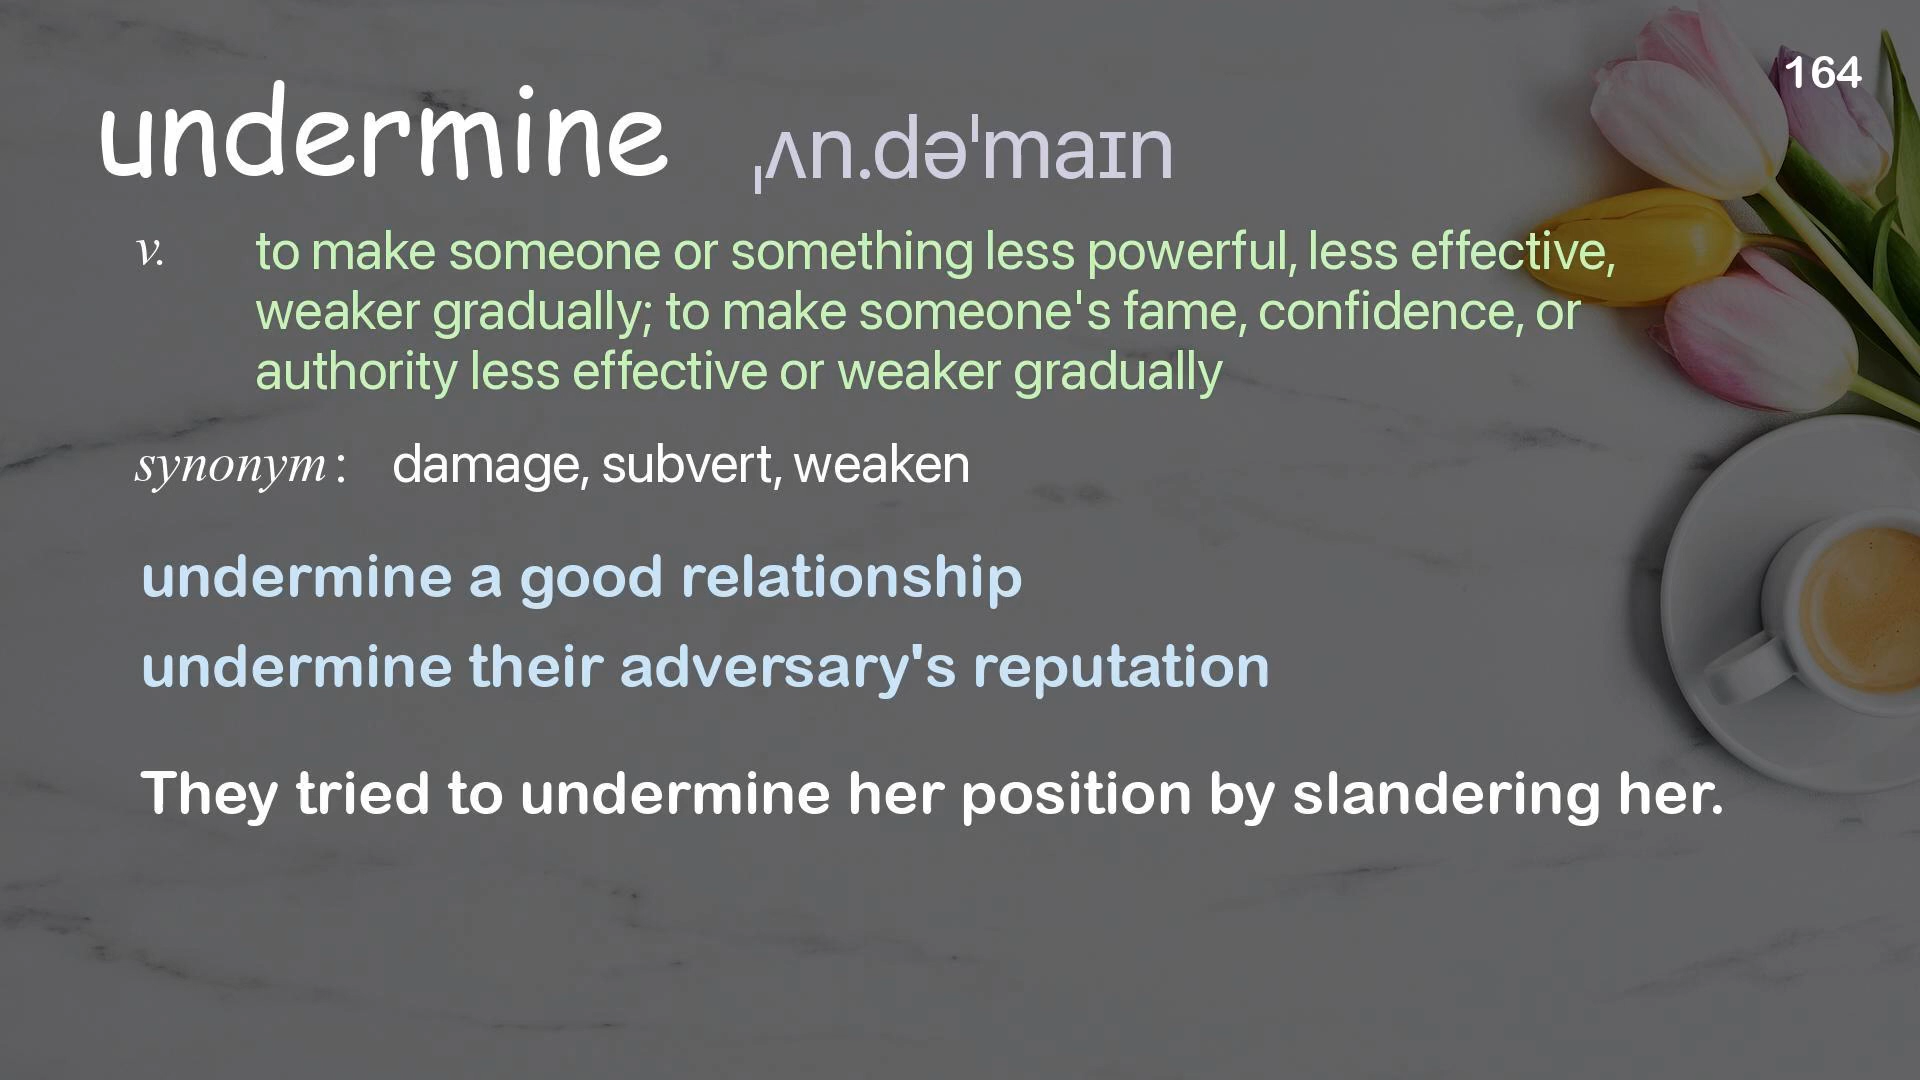 164
undermine ˌʌn.dəˈmaɪn
v. to make someone or something less powerful, less effective,
weaker gradually; to make someone's fame, confidence, or
authority less effective or weaker gradually
synonym : damage, subvert, weaken
undermine a good relationship
undermine their adversary's reputation
They tried to undermine her position by slandering her.